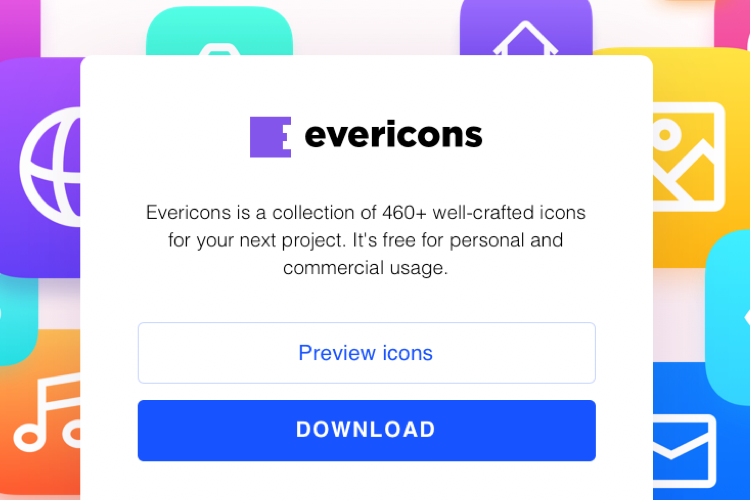 evericons
Evericons is a collection of 460+ well-crafted icons
for your next project. It's free for personal and
commercial usage.
Preview icons
DOWNLOAD